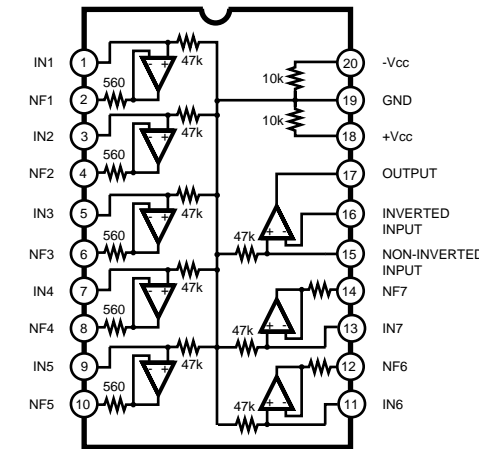 IN1 1 47k 20 -Vcc
560 10k
NF1 2 19 GND
IN2 3 47k 10k 18 +Vcc
560
NF2 4 17 OUTPUT
IN3 5 47k 16 INVERTED
INPUT
560 47k
NF3 6 15 NON-INVERTED
INPUT
IN4 7 47k 14 NF7
560
NF4 8 47k 13 IN7
IN5 9 47k 12 NF6
560
NF5 10 47k 11 IN6
- +
- +
- +
- +
- +
+ -
+ -
+ -